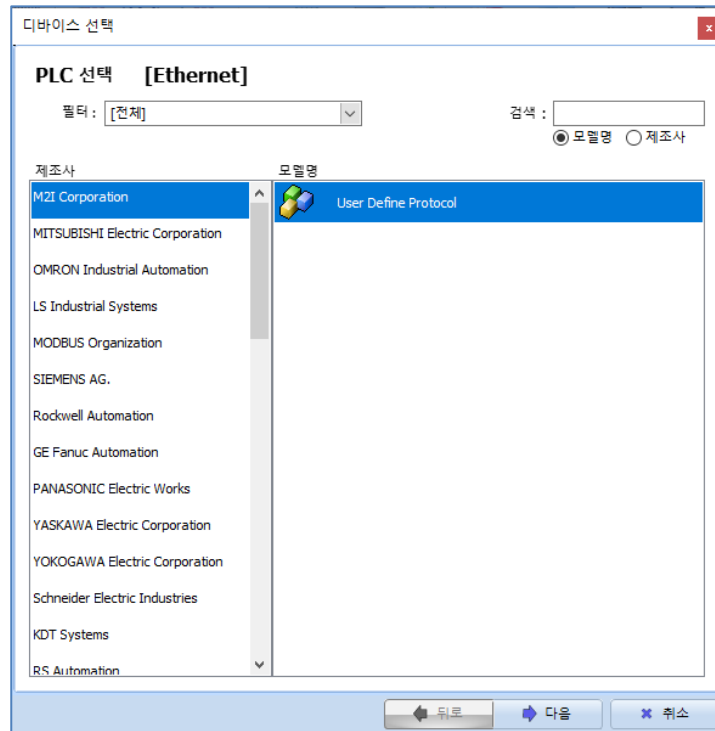 디바이스 선택
x
PLC 선택 [Ethernet]
필터 : [전체]
검색 :
모델명 제조사
제조사
모델명
M2I Corporation
User Define Protocol
MITSUBISHI Electric Corporation
OMRON Industrial Automation
LS Industrial Systems
MODBUS Organization
SIEMENS AG.
Rockwell Automation
GE Fanuc Automation
PANASONIC Electric Works
YASKAWA Electric Corporation
YOKOGAWA Electric Corporation
Schneider Electric Industries
KDT Systems
RS Automation
뒤로
다음
취소